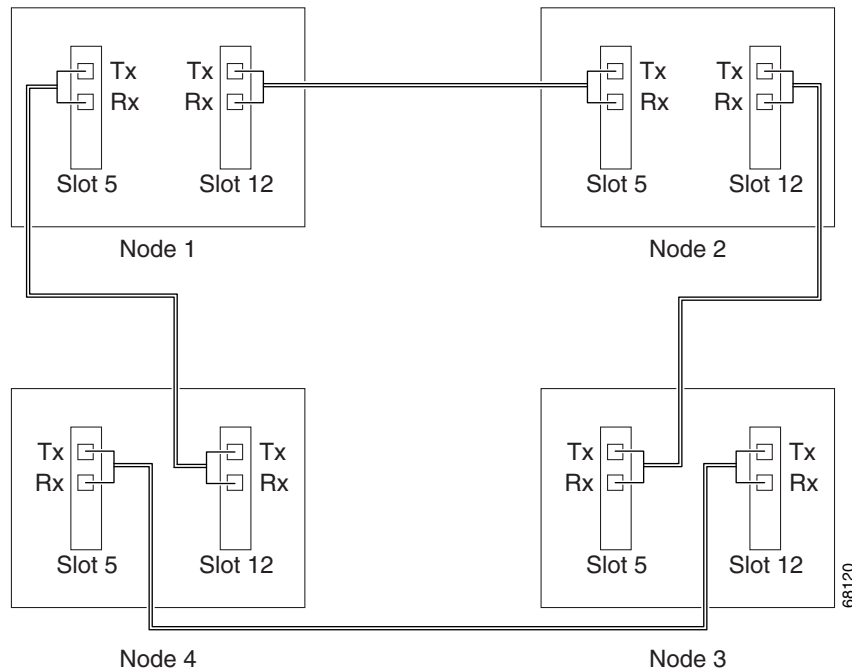 Tx Tx Tx Tx
Rx Rx Rx Rx
Slot 5 Slot 12 Slot 5 Slot 12
Node 1 Node 2
Tx Tx Tx Tx
Rx Rx Rx Rx
Slot 5 Slot 12 Slot 5 Slot 12
68120
Node 4 Node 3